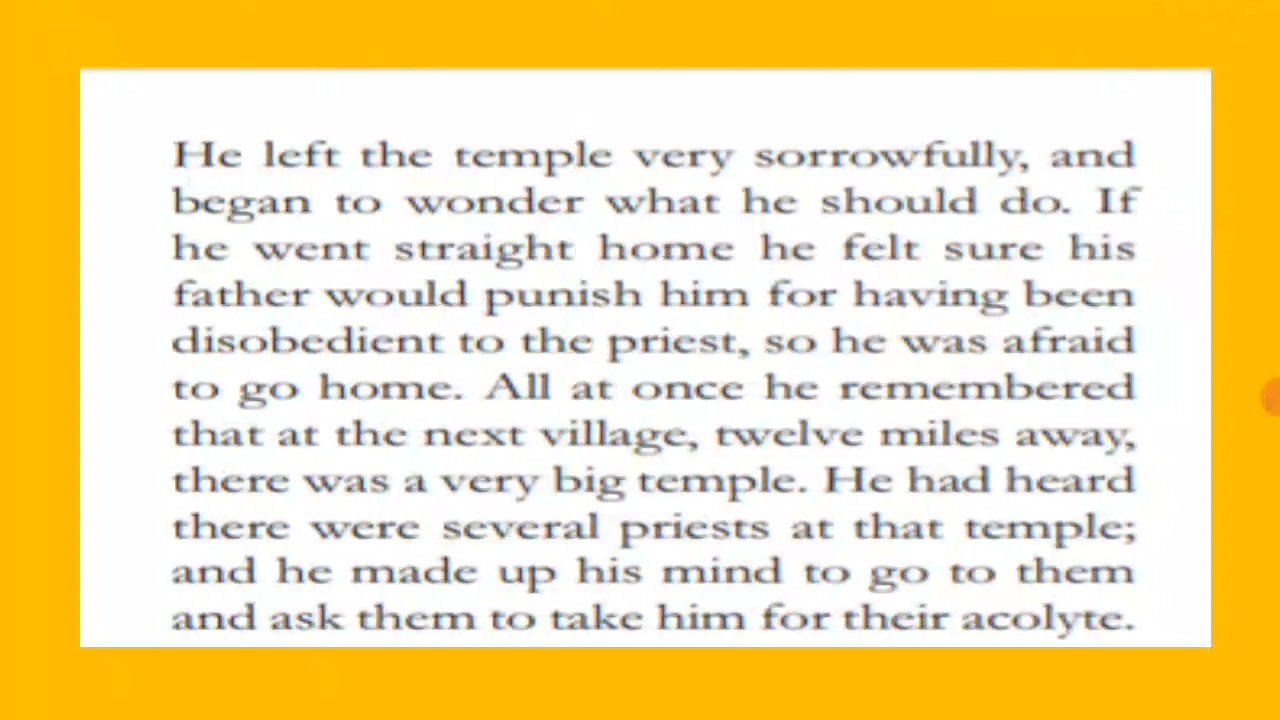 He left the temple very sorrowfully, and
began to wonder what he should do. If
he went straight home he felt sure his
father would punish him for having been
disobedient to the priest, so he was afraid
to go home. All at once he remembered
that at the next village, twelve miles away,
there was a very big temple. He had heard
there were several priests at that temple;
and he made up his mind to go to them
and ask them to take him for their acolyte.